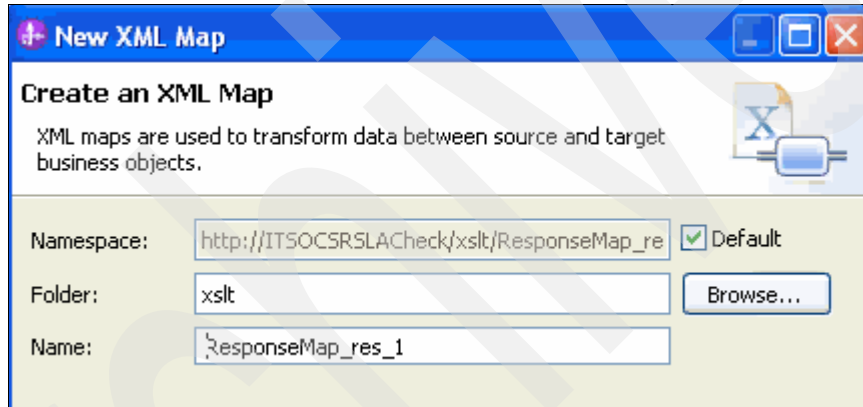 New XML Map
Create an XML Map
XML maps are used to transform data between source and target
business objects.
Namespace: http://ITSOCSRSLACheck/xslt/ResponseMap_re Default
Folder: xslt Browse...
Name: ResponseMap_res_1